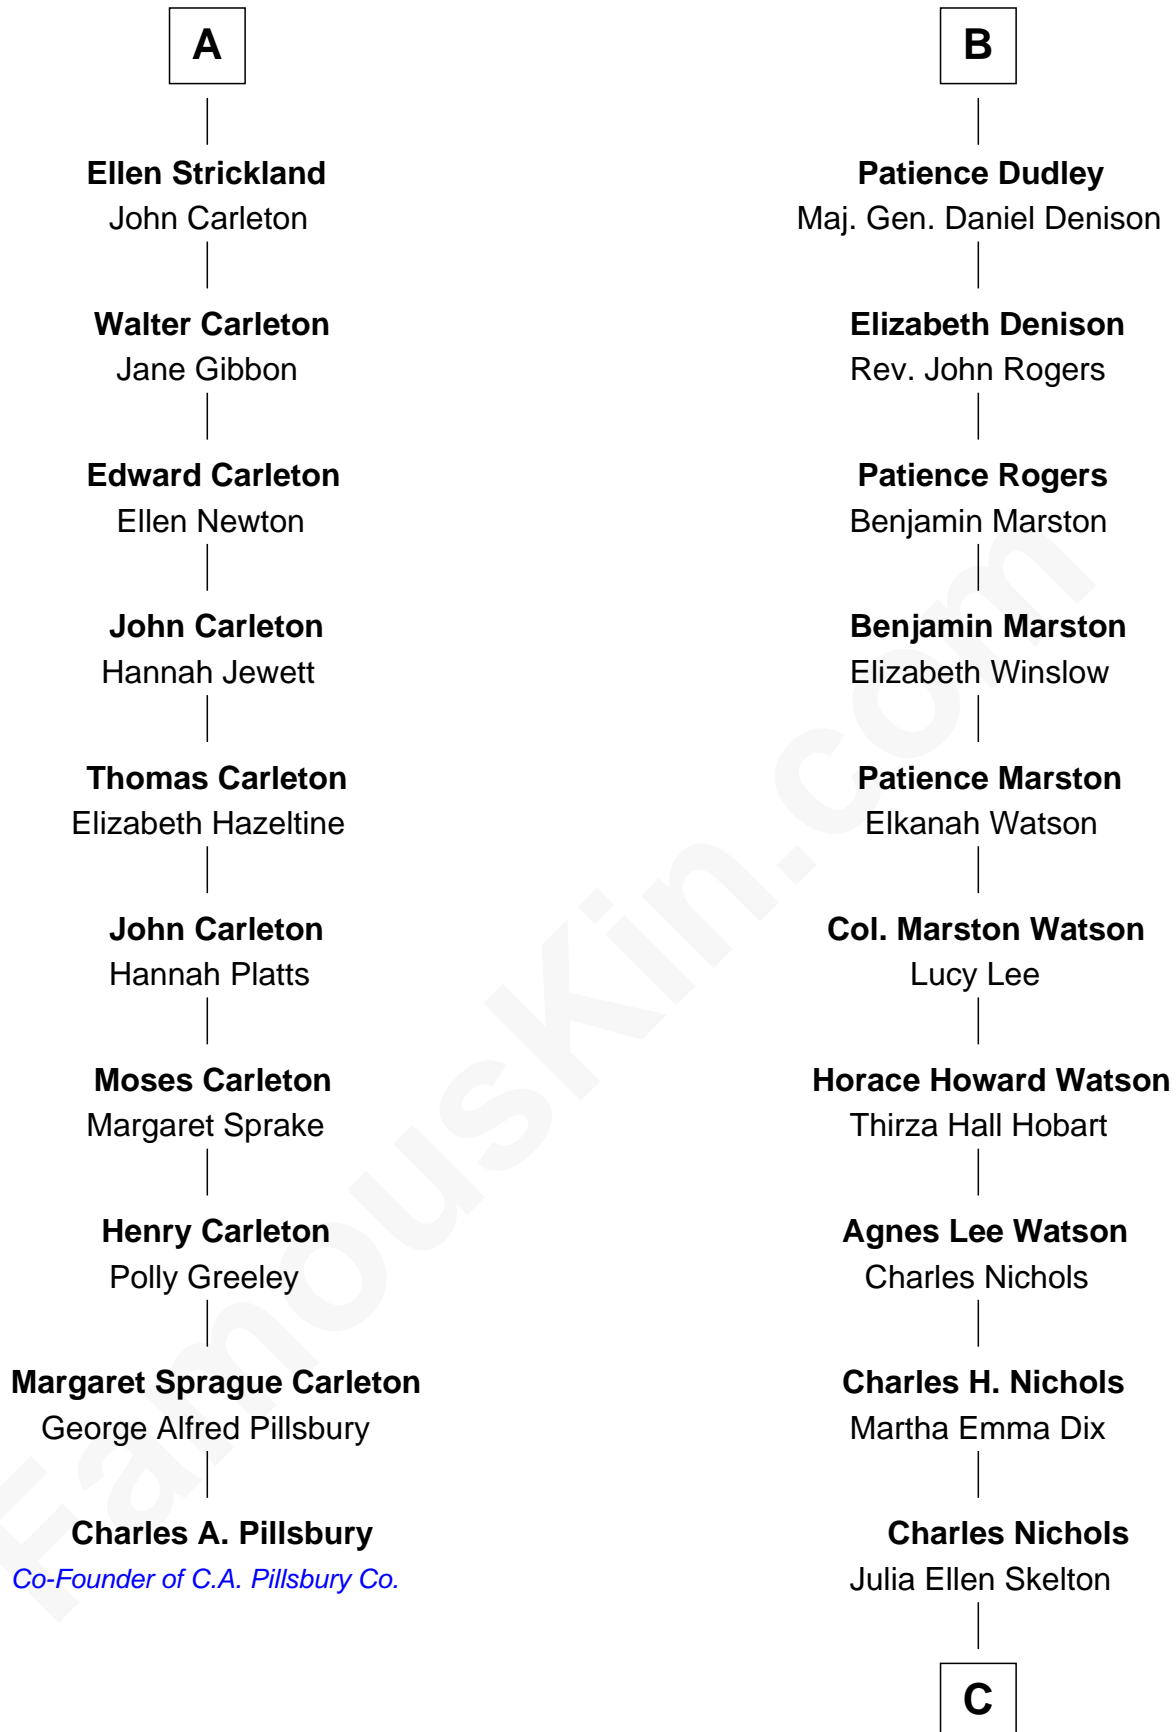 A
Ellen Strickland
John Carleton
Walter Carleton
Jane Gibbon
Edward Carleton
Ellen Newton
John Carleton
Hannah Jewett
Thomas Carleton
Elizabeth Hazeltine
John Carleton
Hannah Platts
Moses Carleton
Margaret Sprake
Henry Carleton
Polly Greeley
Margaret Sprague Carleton
George Alfred Pillsbury
Charles A. Pillsbury
Co-Founder of C.A. Pillsbury Co.
B
Patience Dudley
Maj. Gen. Daniel Denison
Elizabeth Denison
Rev. John Rogers
Patience Rogers
Benjamin Marston
Benjamin Marston
Elizabeth Winslow
Patience Marston
Elkanah Watson
Col. Marston Watson
Lucy Lee
Horace Howard Watson
Thirza Hall Hobart
Agnes Lee Watson
Charles Nichols
Charles H. Nichols
Martha Emma Dix
Charles Nichols
Julia Ellen Skelton
C
FamousKin.com